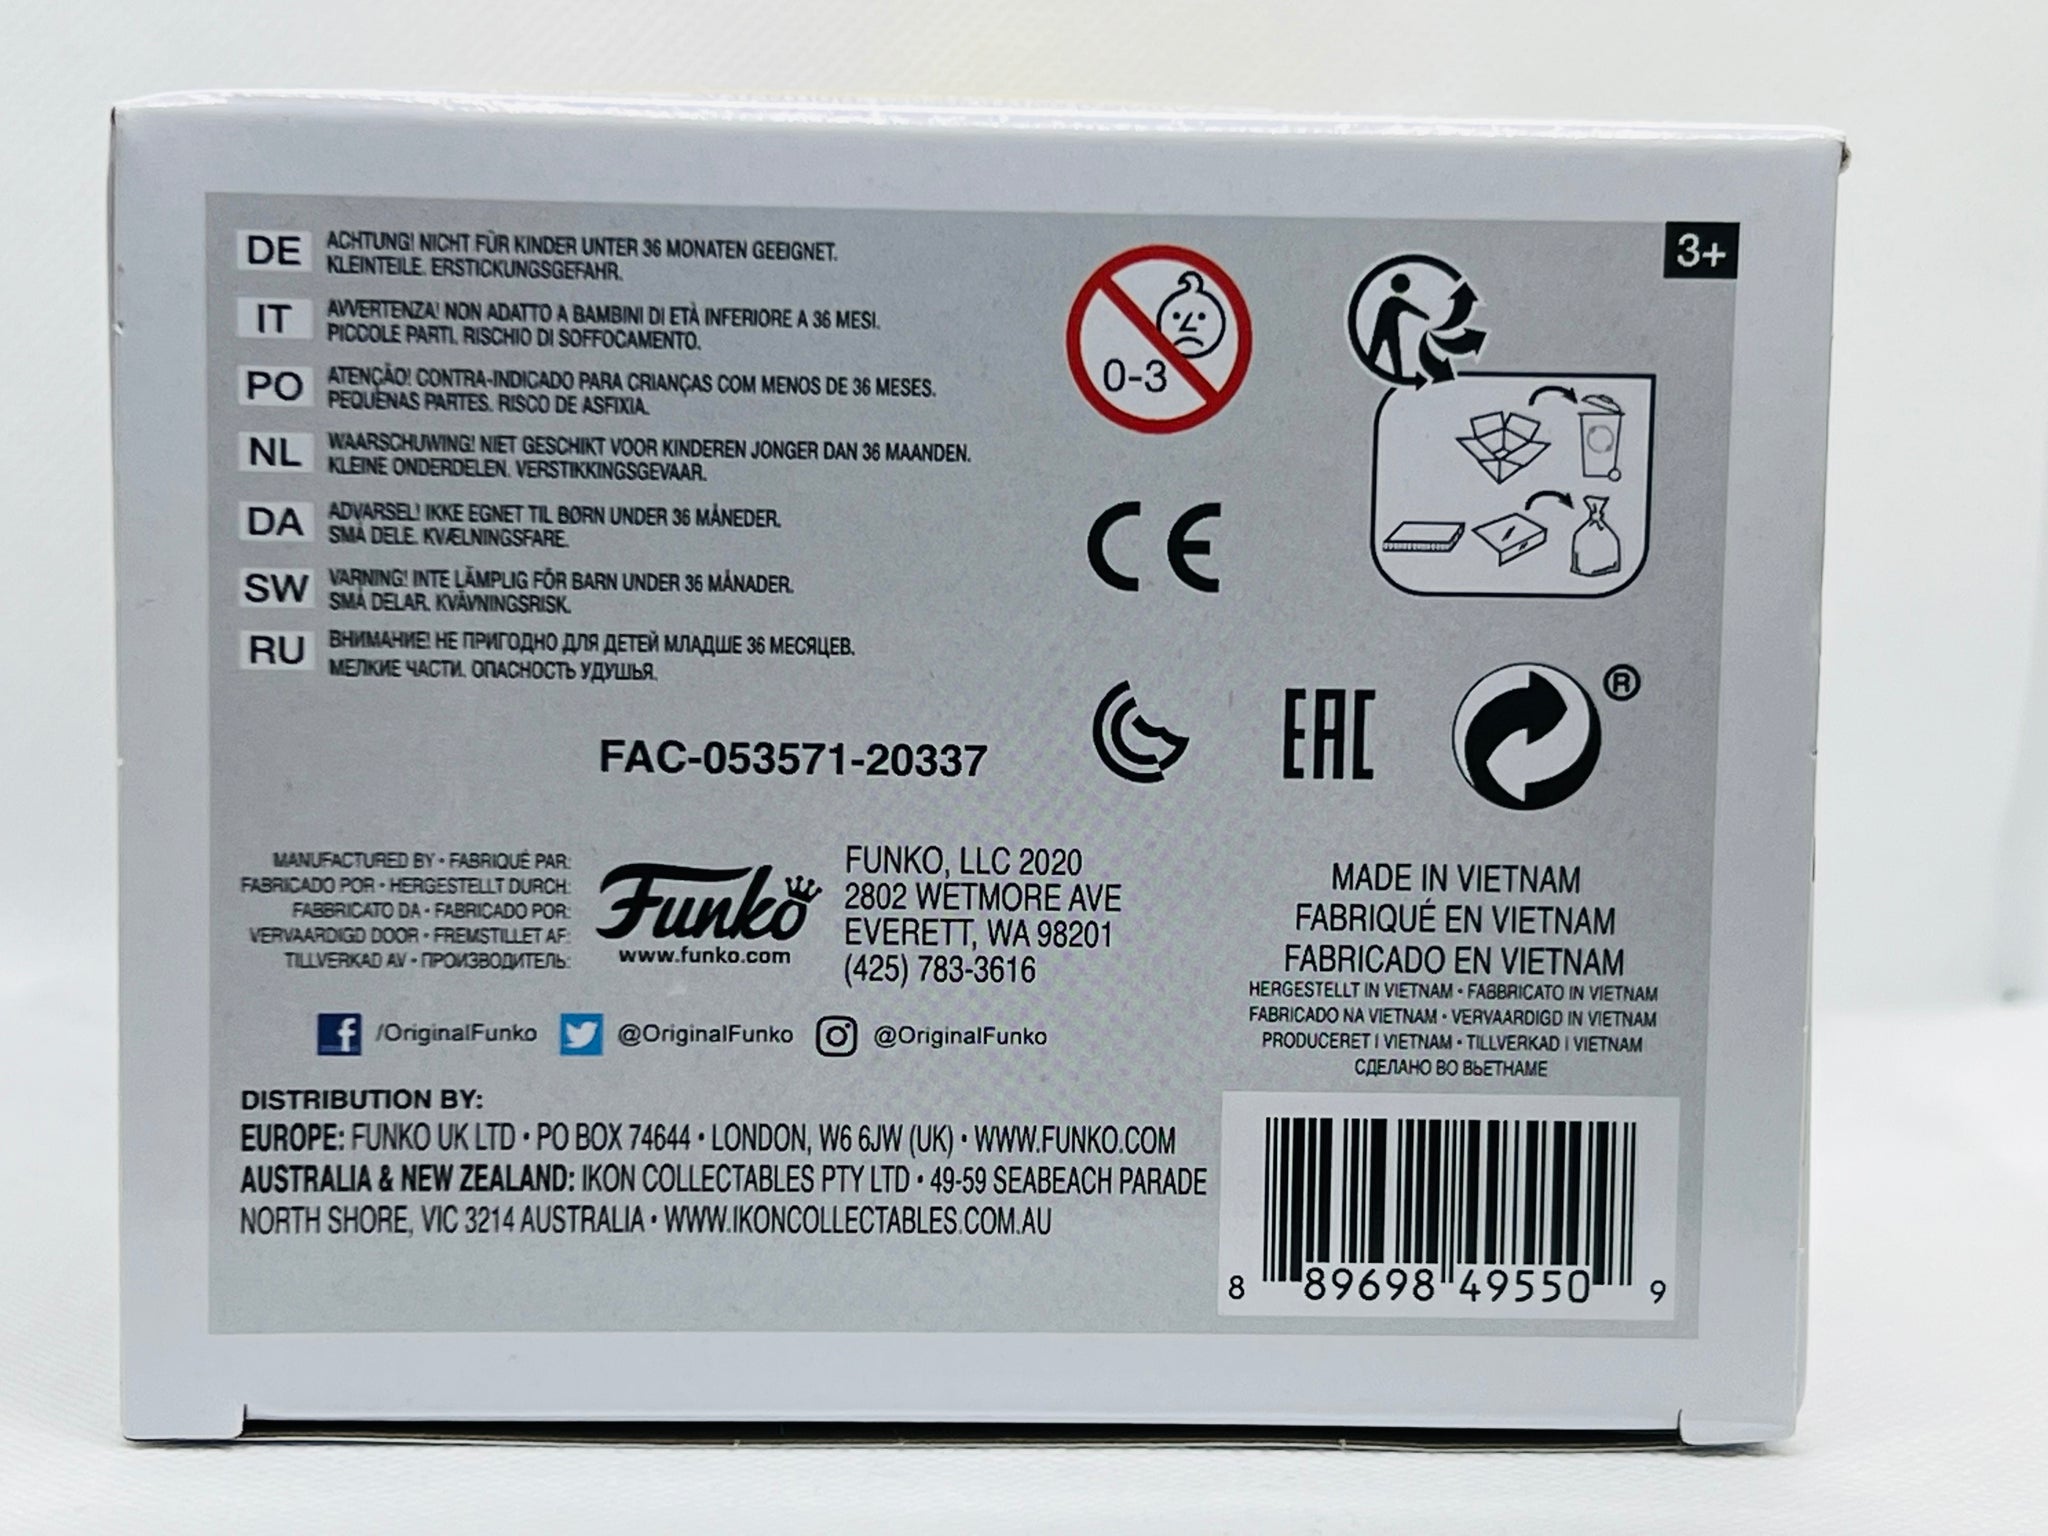 DE ACHTUNG! NICHT FÜR KINDER UNTER 36 MONATEN GEEIGNET.
KLEINTEILE. ERSTICKUNGSGEFAHR.
IT AVVERTENZA! NON ADATTO A BAMBINI DI ETÀ INFERIORE A 36 MESI.
PICCOLE PARTI. RISCHIO DI SOFFOCAMENTO.
PO ATENÇÃO! CONTRA-INDICADO PARA CRIANÇAS COM MENOS DE 36 MESES.
PEQUENAS PARTES. RISCO DE ASFIXIA.
NL WAARSCHUWING! NIET GESCHIKT VOOR KINDEREN JONGER DAN 36 MAANDEN.
KLEINE ONDERDELEN. VERSTIKKINGSGEVAAR.
DA ADVARSEL! IKKE EGNET TIL BØRN UNDER 36 MÅNEDER.
SMÅ DELE. KVÆLNINGSFARE.
SW VARNING! INTE LÄMPLIG FÖR BARN UNDER 36 MÅNADER.
SMÅ DELAR. KVÄVNINGSRISK.
RU ВНИМАНИЕ! НЕ ПРИГОДНО ДЛЯ ДЕТЕЙ МЛАДШЕ 36 МЕСЯЦЕВ.
МЕЛКИЕ ЧАСТИ. ОПАСНОСТЬ УДУШЬЯ.
0-3
3+
CE
EAC
®
FAC-053571-20337
MANUFACTURED BY • FABRIQUÉ PAR:
FABRICADO POR • HERGESTELLT DURCH:
FABBRICATO DA • FABRICADO POR:
VERVAARDIGD DOOR • FREMSTILLET AF:
TILLVERKAD AV • ПРОИЗВОДИТЕЛЬ:
Funko
www.funko.com
FUNKO, LLC 2020
2802 WETMORE AVE
EVERETT, WA 98201
(425) 783-3616
MADE IN VIETNAM
FABRIQUÉ EN VIETNAM
FABRICADO EN VIETNAM
HERGESTELLT IN VIETNAM • FABBRICATO IN VIETNAM
FABRICADO NA VIETNAM • VERVAARDIGD IN VIETNAM
PRODUCERET I VIETNAM • TILLVERKAD I VIETNAM
СДЕЛАНО ВО ВЬЕТНАМЕ
/OriginalFunko @OriginalFunko @OriginalFunko
DISTRIBUTION BY:
EUROPE: FUNKO UK LTD • PO BOX 74644 • LONDON, W6 6JW (UK) • WWW.FUNKO.COM
AUSTRALIA & NEW ZEALAND: IKON COLLECTABLES PTY LTD • 49-59 SEABEACH PARADE
NORTH SHORE, VIC 3214 AUSTRALIA • WWW.IKONCOLLECTABLES.COM.AU
8 89698 49550 9